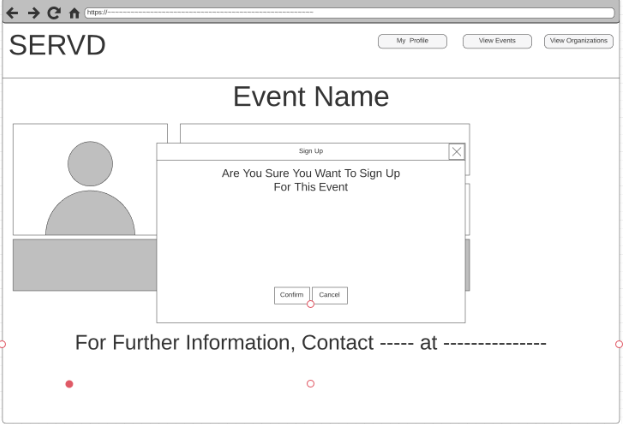 https://
SERVD
My Profile
View Events
View Organizations
Event Name
Sign Up
Are You Sure You Want To Sign Up
For This Event
Confirm
Cancel
For Further Information, Contact ----- at ---------------